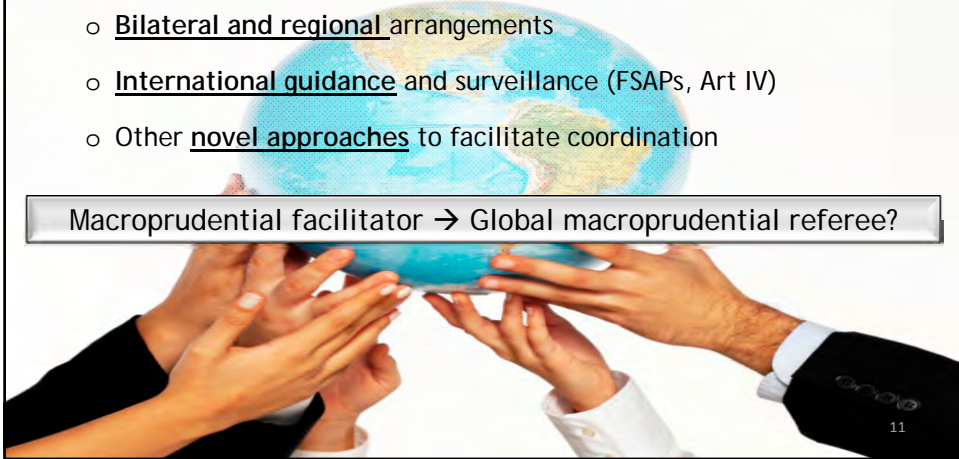 o Bilateral and regional arrangements
o International guidance and surveillance (FSAPs, Art IV)
o Other novel approaches to facilitate coordination
Macroprudential facilitator → Global macroprudential referee?
11